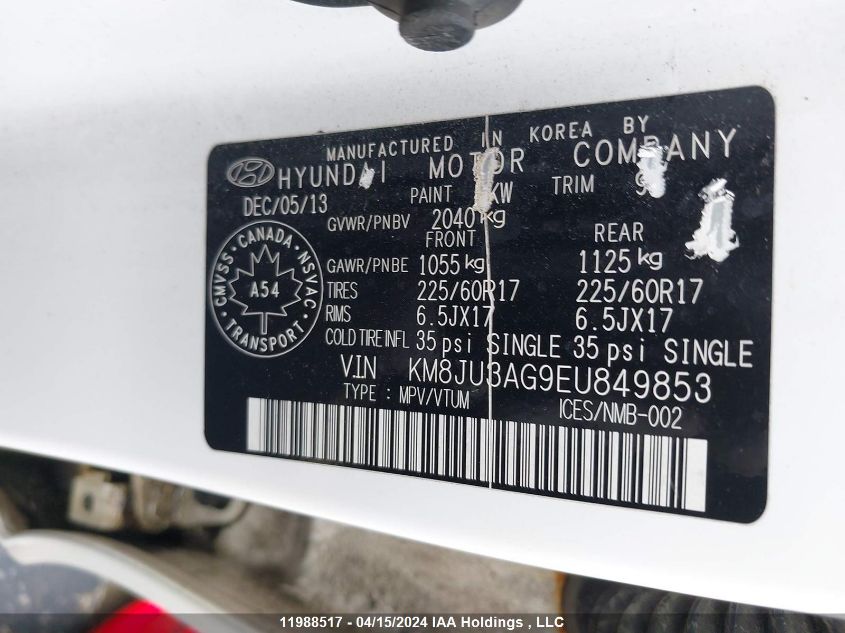 MANUFACTURED IN KOREA BY
HYUNDAI MOTOR COMPANY
DEC/05/13 PAINT KW TRIM
GVWR/PNBV 2040 kg
FRONT REAR
GAWR/PNBE 1055 kg 1125 kg
TIRES 225/60R17 225/60R17
RIMS 6.5JX17 6.5JX17
COLD TIRE INFL 35 psi SINGLE 35 psi SINGLE
V.I.N KM8JU3AG9EU849853
TYPE : MPV/VTUM ICES/NMB-002
CMVSS · CANADA · NSVAC
A54
· TRANSPORT ·
11988517 - 04/15/2024 IAA Holdings , LLC